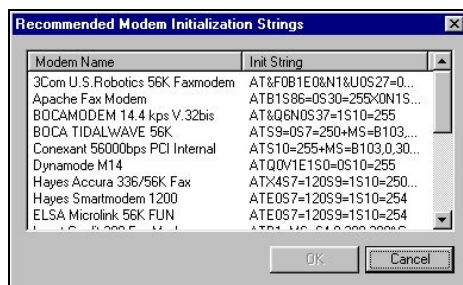 Recommended Modem Initialization Strings
Modem Name Init String
3Com U.S.Robotics 56K Faxmodem AT&F0B1E0&N1&U0S27=0...
Apache Fax Modem ATB1S86=0S30=255X0N1S...
BOCAMODEM 14.4 kps V.32bis AT&Q6N0S37=1S10=255
BOCA TIDALWAVE 56K ATS9=0S7=250+MS=B103,...
Conexant 56000bps PCI Internal ATS10=255+MS=B103,0,30...
Dynamode M14 ATQ0V1E1S0=0S10=255
Hayes Accura 336/56K Fax ATX4S7=120S9=1S10=250...
Hayes Smartmodem 1200 ATE0S7=120S9=1S10=254
ELSA Microlink 56K FUN ATE0S7=120S9=1S10=254
OK Cancel